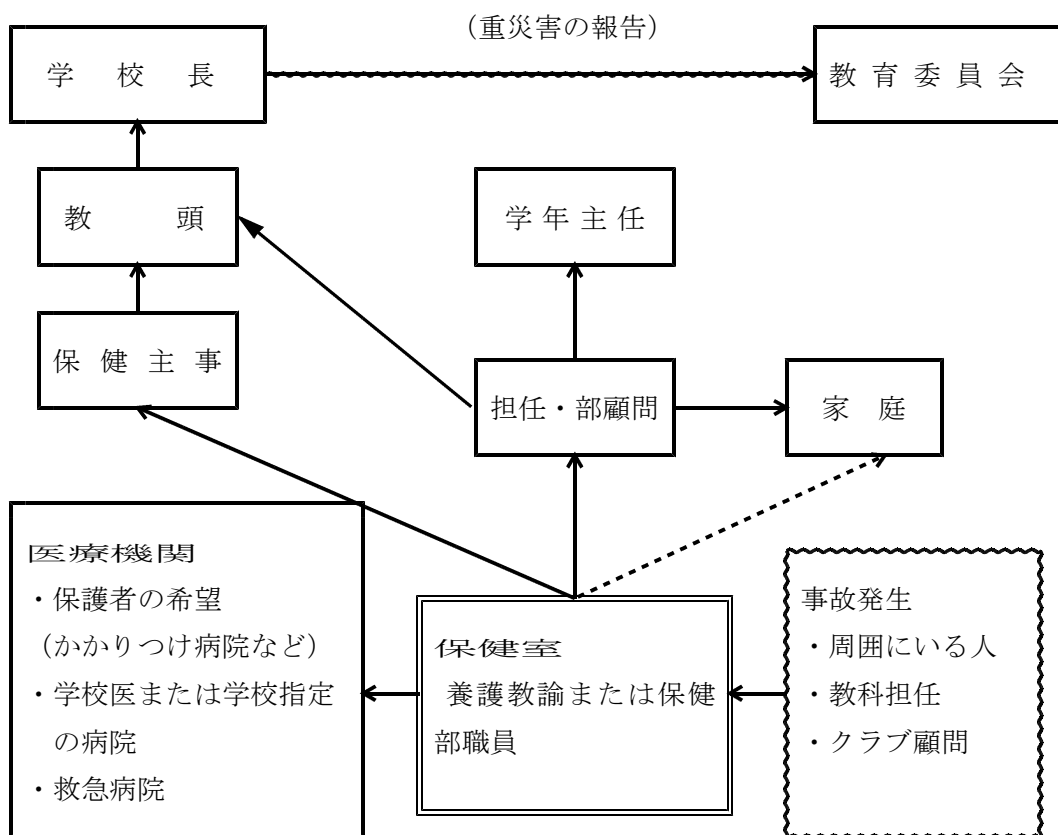 （重災害の報告）
学校長
教育委員会
教頭
学年主任
保健主事
担任・部顧問
家庭
医療機関
・保護者の希望
（かかりつけ病院など）
・学校医または学校指定
の病院
・救急病院
保健室
養護教諭または保健
部職員
事故発生
・周囲にいる人
・教科担任
・クラブ顧問